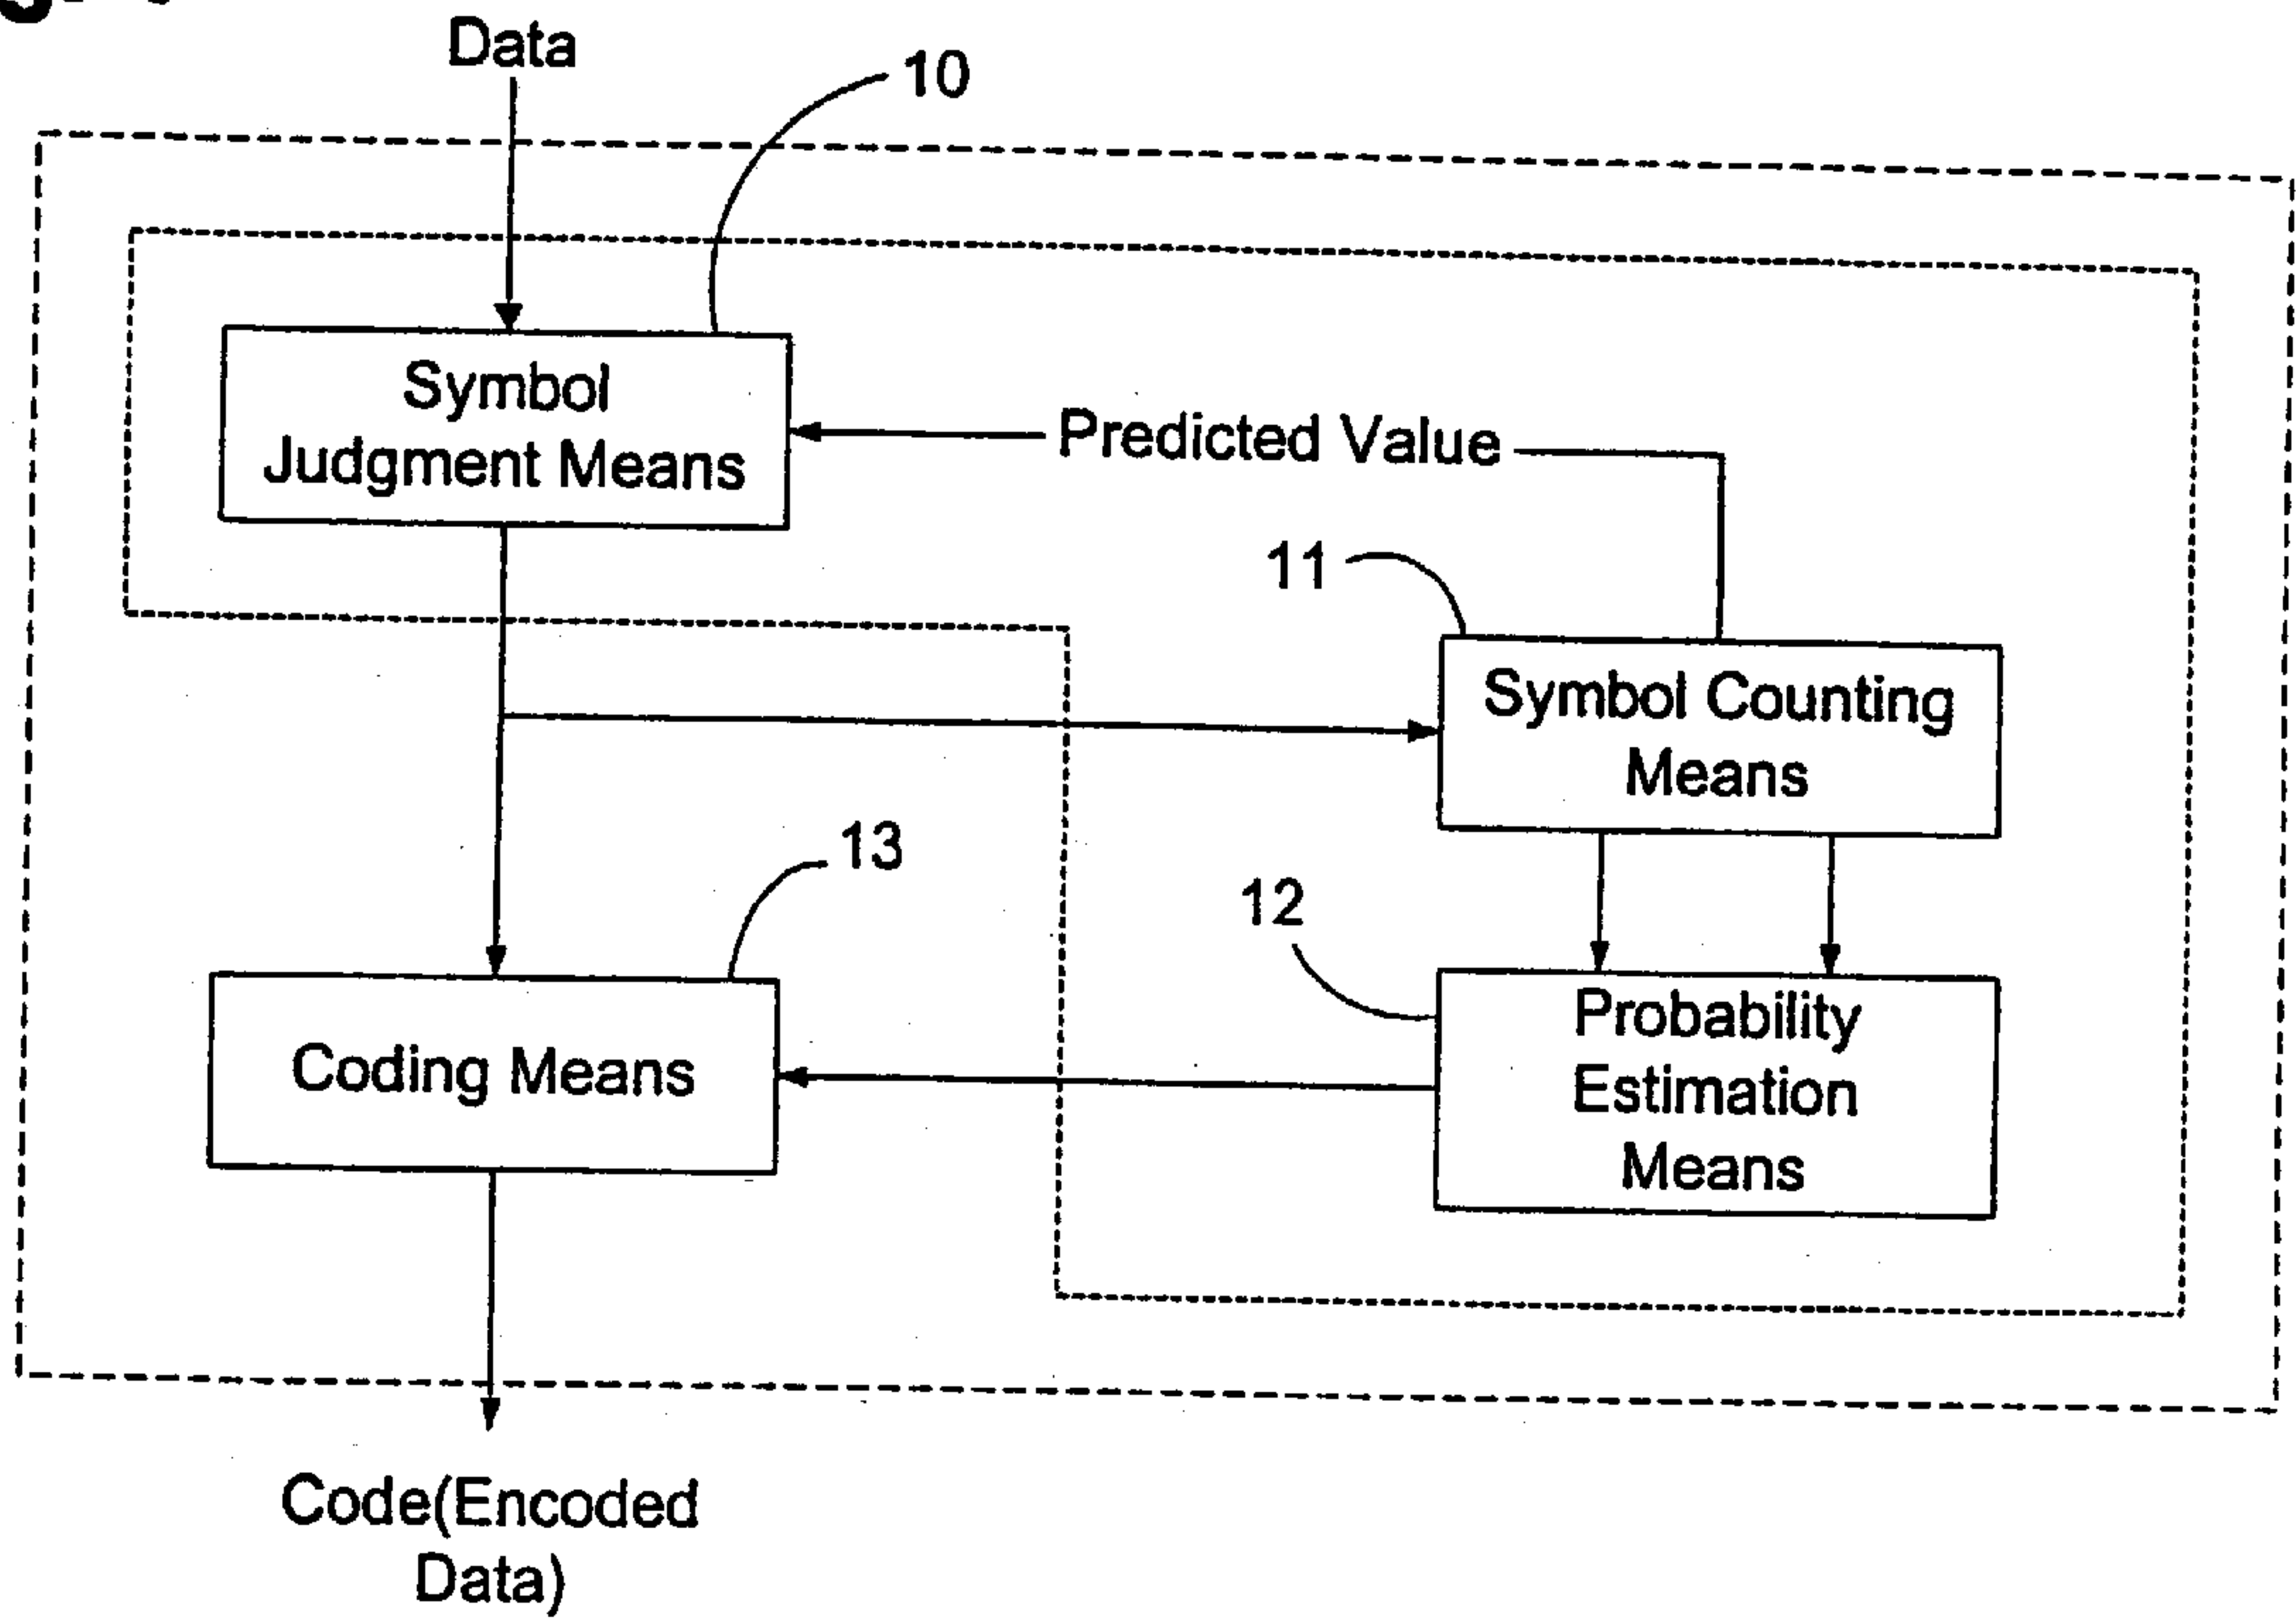 Data
10
Symbol
Judgment Means
Predicted Value
11
Symbol Counting
Means
13
12
Coding Means
Probability
Estimation
Means
Code(Encoded
Data)